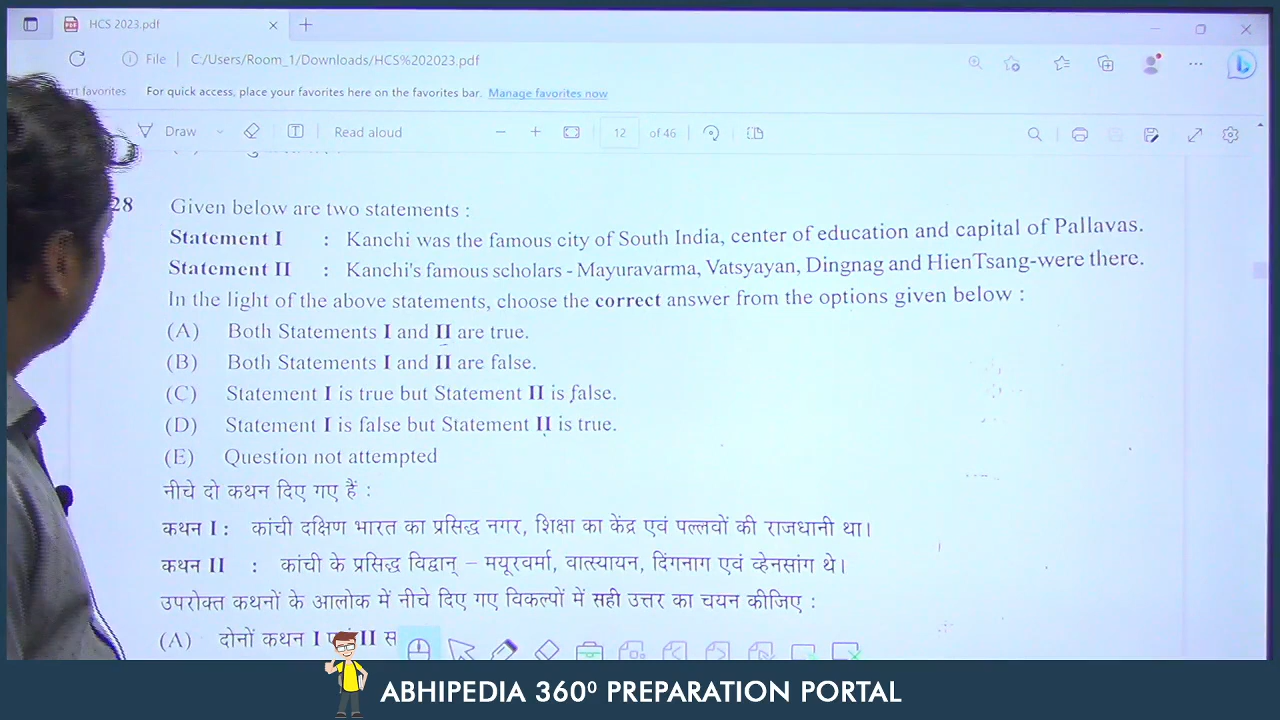 HCS 2023.pdf
File
C:/Users/Room_1/Downloads/HCS%202023.pdf
ort favorites
For quick access, place your favorites here on the favorites bar. Manage favorites now
Draw
Read aloud
12
of 46
28 Given below are two statements :
Statement I : Kanchi was the famous city of South India, center of education and capital of Pallavas.
Statement II : Kanchi's famous scholars - Mayuravarma, Vatsyayan, Dingnag and HienTsang-were there.
In the light of the above statements, choose the correct answer from the options given below :
(A) Both Statements I and II are true.
(B) Both Statements I and II are false.
(C) Statement I is true but Statement II is false.
(D) Statement I is false but Statement II is true.
(E) Question not attempted
नीचे दो कथन दिए गए हैं :
कथन I : कांची दक्षिण भारत का प्रसिद्ध नगर, शिक्षा का केंद्र एवं पल्लवों की राजधानी था।
कथन II : कांची के प्रसिद्ध विद्वान् – मयूरवर्मा, वात्स्यायन, दिंगनाग एवं व्हेनसांग थे।
उपरोक्त कथनों के आलोक में नीचे दिए गए विकल्पों में सही उत्तर का चयन कीजिए :
(A) दोनों कथन I एवं II स
ABHIPEDIA 360⁰ PREPARATION PORTAL